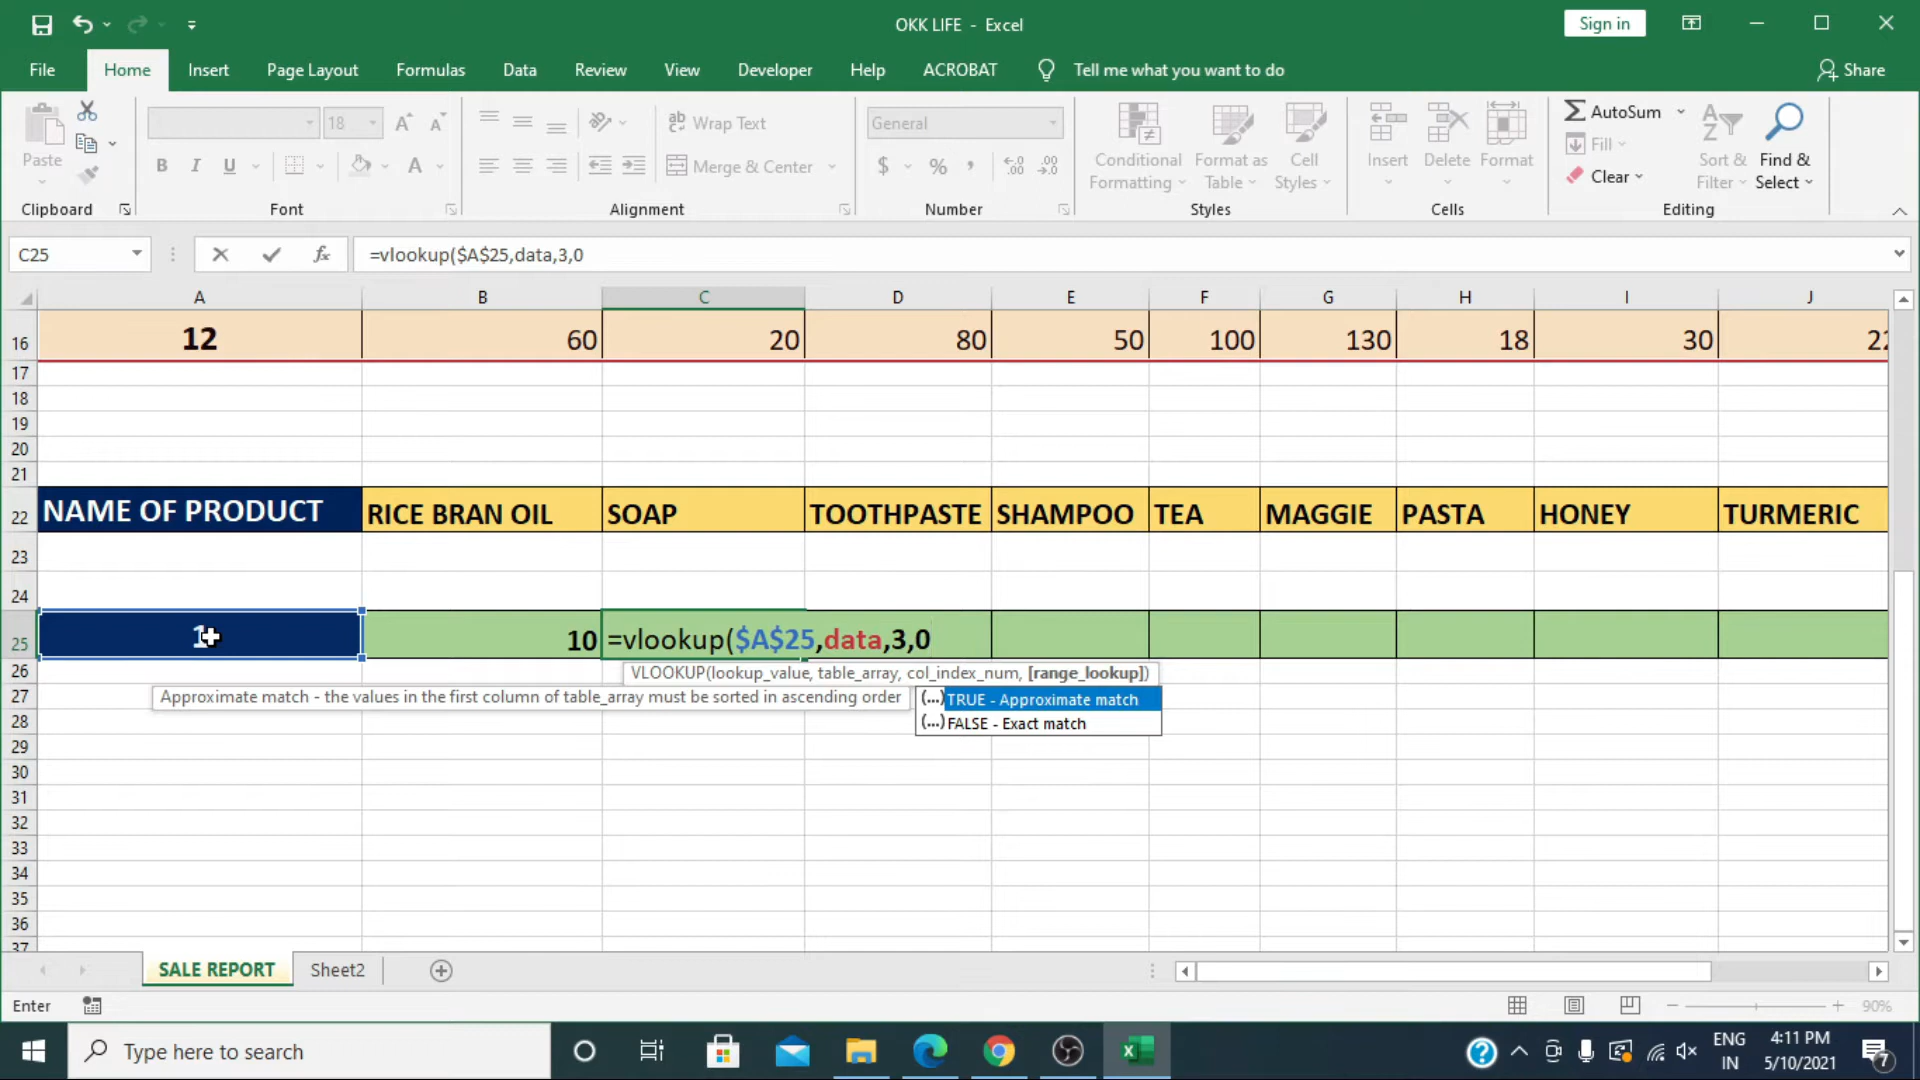 OKK LIFE - Excel
Sign in
File Home Insert Page Layout Formulas Data Review View Developer Help ACROBAT Tell me what you want to do Share
Paste
18
Wrap Text
General
Conditional Formatting
Format as Table
Cell Styles
Insert
Delete
Format
AutoSum
Fill
Clear
Sort & Filter
Find & Select
B I U
Merge & Center
$ % ,
Clipboard Font Alignment Number Styles Cells Editing
C25 fx =vlookup($A$25,data,3,0
A B C D E F G H I J
16 12 60 20 80 50 100 130 18 30
17
18
19
20
21
22 NAME OF PRODUCT RICE BRAN OIL SOAP TOOTHPASTE SHAMPOO TEA MAGGIE PASTA HONEY TURMERIC
23
24
25 10 =vlookup($A$25,data,3,0
26 VLOOKUP(lookup_value, table_array, col_index_num, [range_lookup])
27 Approximate match - the values in the first column of table_array must be sorted in ascending order (...) TRUE - Approximate match
28 (...) FALSE - Exact match
29
30
31
32
33
34
35
36
37
SALE REPORT Sheet2
Enter 90%
Type here to search
ENG
IN
4:11 PM
5/10/2021
7